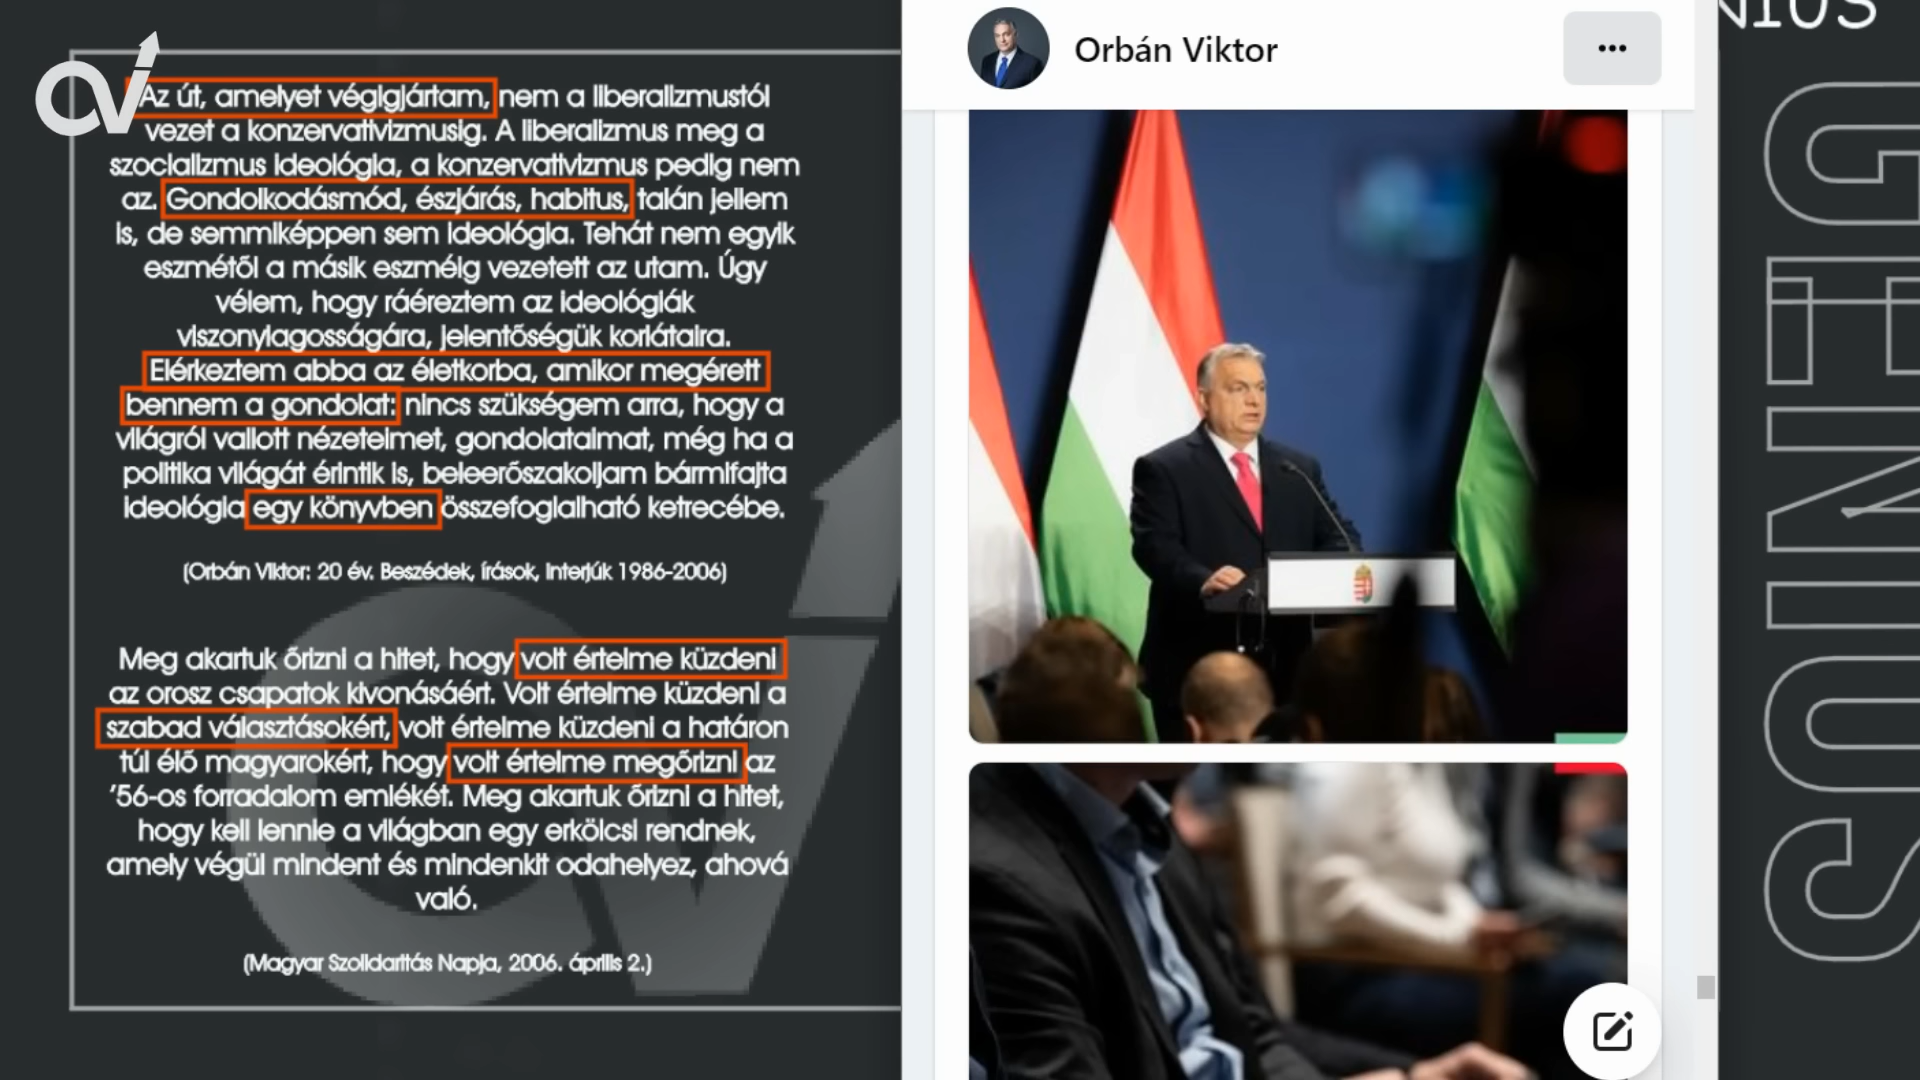 Az út, amelyet végigjártam, nem a liberalizmustól
vezet a konzervativizmusig. A liberalizmus meg a
szocializmus ideológia, a konzervativizmus pedig nem
az. Gondolkodásmód, észjárás, habitus, talán jellem
is, de semmiképpen sem ideológia. Tehát nem egyik
eszmétől a másik eszméig vezetett az utam. Úgy
vélem, hogy ráéreztem az ideológiák
viszonylagosságára, jelentőségük korlátaira.
Elérkeztem abba az életkorba, amikor megérett
bennem a gondolat: nincs szükségem arra, hogy a
világról vallott nézeteimet, gondolataimat, még ha a
politika világát érintik is, beleerőszakoljam bármifajta
ideológia egy könyvben összefoglalható ketrecébe.
(Orbán Viktor: 20 év. Beszédek, írások, interjúk 1986-2006)
Meg akartuk őrizni a hitet, hogy volt értelme küzdeni
az orosz csapatok kivonásáért. Volt értelme küzdeni a
szabad választásokért, volt értelme küzdeni a határon
túl élő magyarokért, hogy volt értelme megőrizni az
'56-os forradalom emlékét. Meg akartuk őrizni a hitet,
hogy kell lennie a világban egy erkölcsi rendnek,
amely végül mindent és mindenkit odahelyez, ahová
való.
(Magyar Szolidaritás Napja, 2006. április 2.)
Orbán Viktor
NIUS
GENIUS